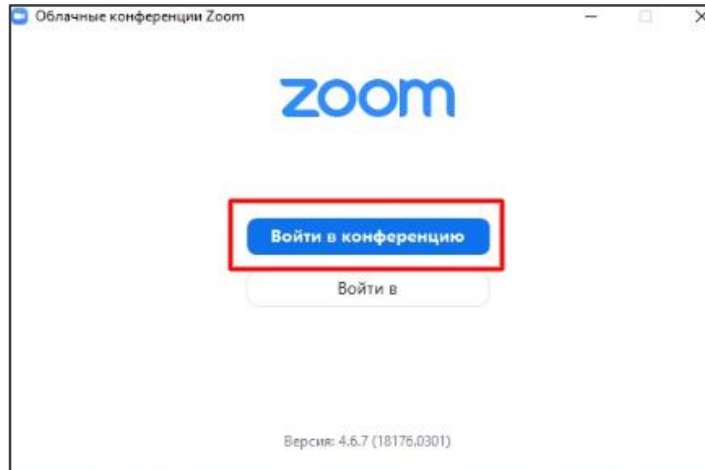 Облачные конференции Zoom
zoom
Войти в конференцию
Войти в
Версия: 4.6.7 (18176.0301)